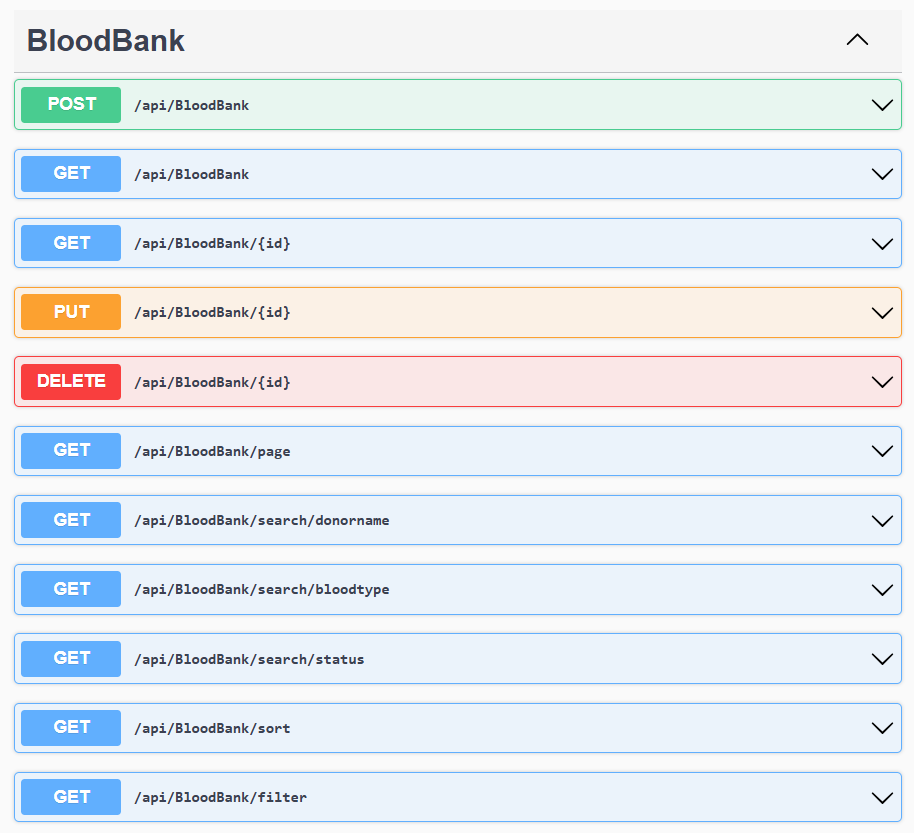 BloodBank
POST /api/BloodBank
GET /api/BloodBank
GET /api/BloodBank/{id}
PUT /api/BloodBank/{id}
DELETE /api/BloodBank/{id}
GET /api/BloodBank/page
GET /api/BloodBank/search/donorname
GET /api/BloodBank/search/bloodtype
GET /api/BloodBank/search/status
GET /api/BloodBank/sort
GET /api/BloodBank/filter